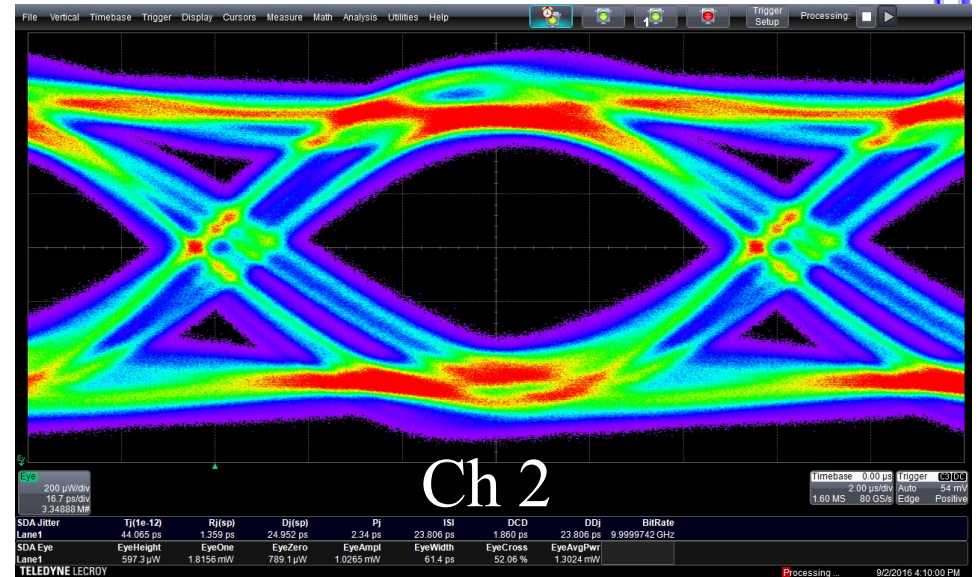 File Vertical Timebase Trigger Display Cursors Measure Math Analysis Utilities Help
1
Trigger Setup
Processing:
Ey
Ch 2
Eye
200 µW/div
16.7 ps/div
3.34888 M#
Timebase 0.00 µs
2.00 µs/div
1.60 MS 80 GS/s
Trigger C3 DC
Auto 54 mV
Edge Positive
SDA Jitter Tj(1e-12) Rj(sp) Dj(sp) Pj ISI DCD DDj BitRate
Lane1 44.065 ps 1.359 ps 24.952 ps 2.34 ps 23.806 ps 1.860 ps 23.806 ps 9.9999742 GHz
SDA Eye EyeHeight EyeOne EyeZero EyeAmpl EyeWidth EyeCross EyeAvgPwr
Lane1 597.3 µW 1.8156 mW 789.1 µW 1.0265 mW 61.4 ps 52.06 % 1.3024 mW
TELEDYNE LECROY
Processing ... 9/2/2016 4:10:00 PM